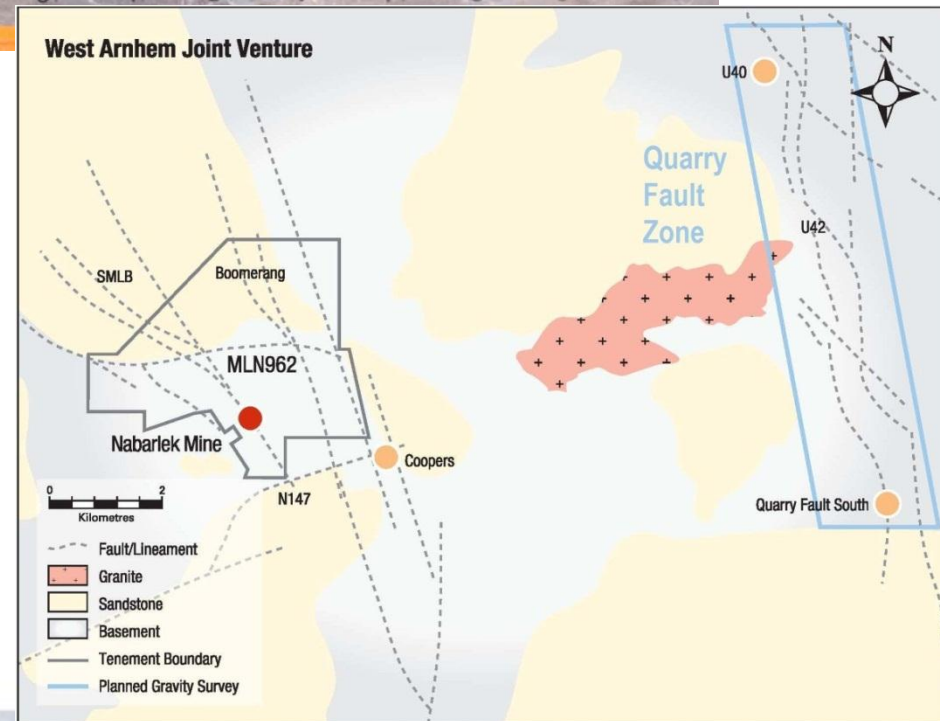 West Arnhem Joint Venture
N
U40
Quarry
Fault
Zone
U42
SMLB
Boomerang
MLN962
Nabarlek Mine
Coopers
N147
Quarry Fault South
0 2
Kilometres
Fault/Lineament
Granite
Sandstone
Basement
Tenement Boundary
Planned Gravity Survey